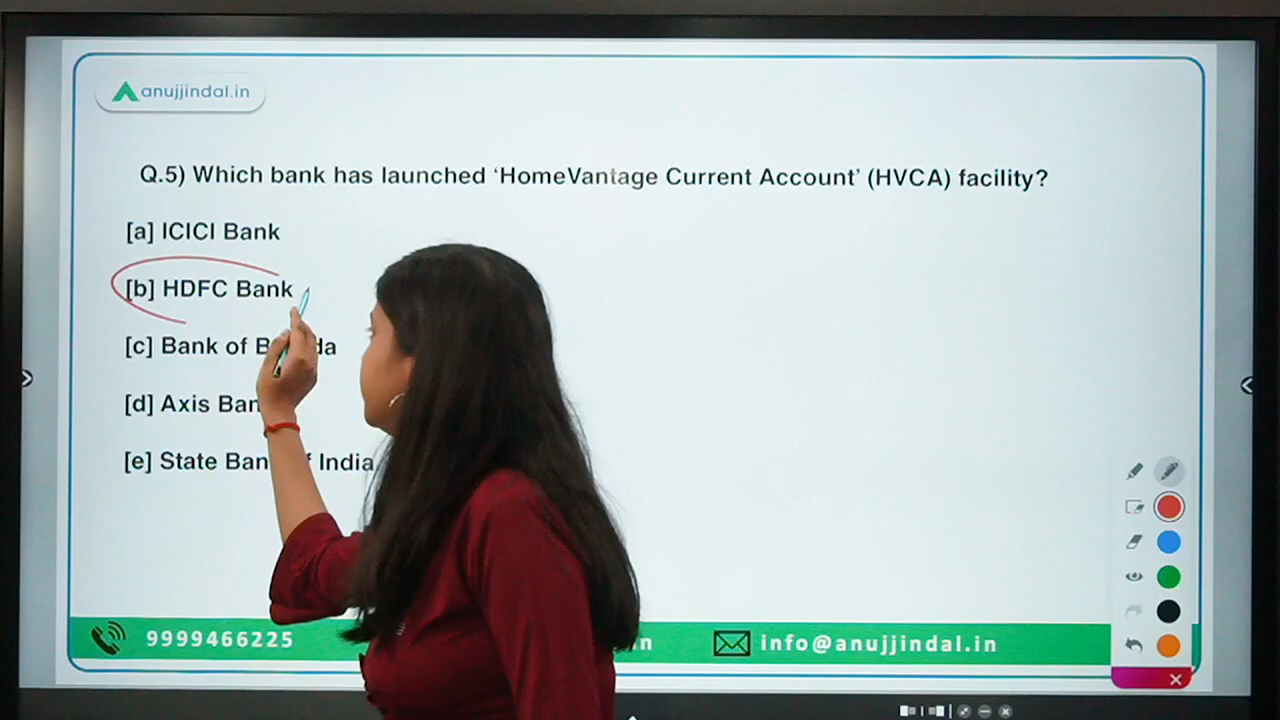 anujjindal.in
Q.5) Which bank has launched ‘HomeVantage Current Account’ (HVCA) facility?
[a] ICICI Bank
[b] HDFC Bank
[c] Bank of
[d] Axis
[e] State India
9999466225 info@anujjindal.in